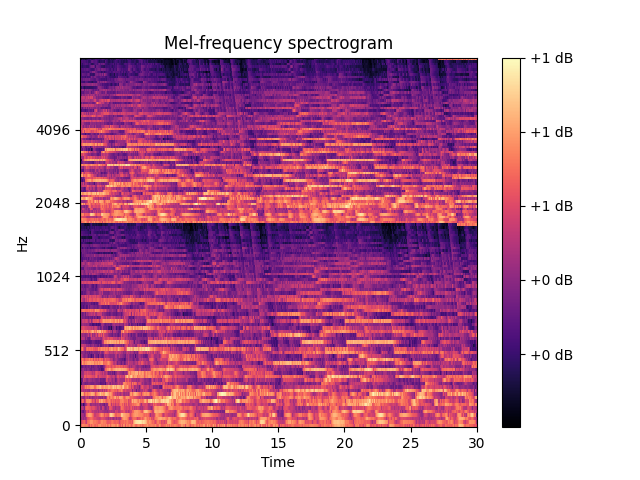 Mel-frequency spectrogram
Hz
4096
2048
1024
512
0
0 5 10 15 20 25 30
Time
+1 dB
+1 dB
+1 dB
+0 dB
+0 dB